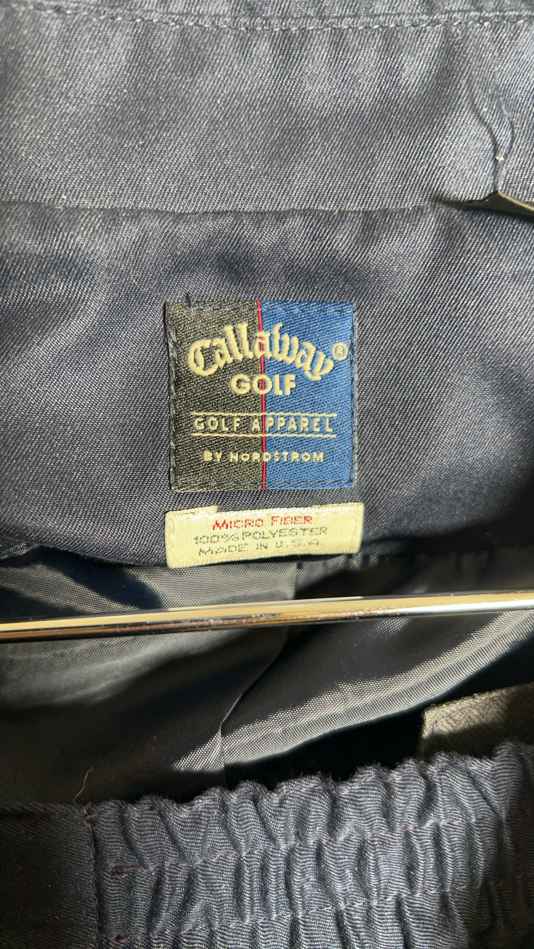 Callaway®
GOLF
GOLF APPAREL
BY NORDSTROM
MICRO FIBER
100% POLYESTER
MADE IN U.S.A.